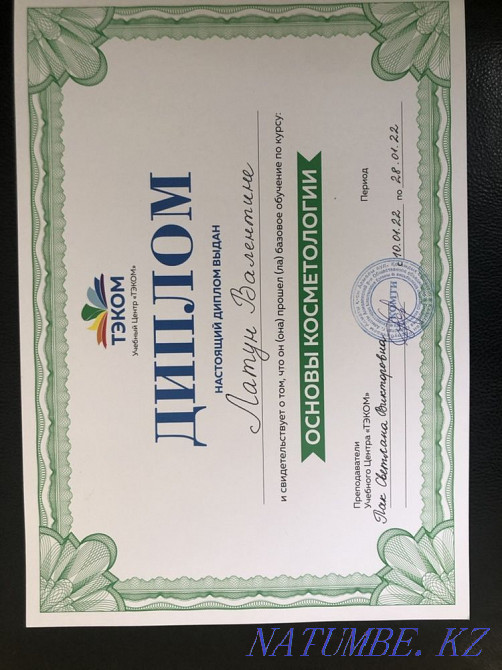 ТЭКОМ
Учебный Центр «ТЭКОМ»
ДИПЛОМ
НАСТОЯЩИЙ ДИПЛОМ ВЫДАН
Латун Валентине
и свидетельствует о том, что он (она) прошел (ла) базовое обучение по курсу:
ОСНОВЫ КОСМЕТОЛОГИИ
Преподаватели
Учебного Центра «ТЭКОМ»
Пак Светлана Викторовна
Период
с 10.01.22 по 28.01.22
NATUMBE.KZ